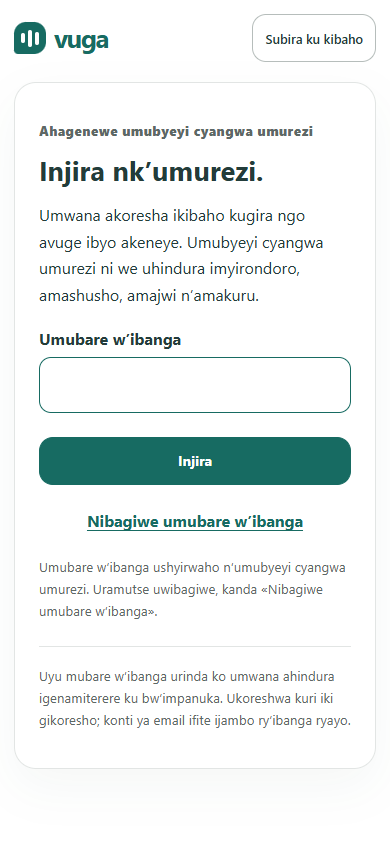 vuga
Subira ku kibaho
Ahagenewe umubyeyi cyangwa umurezi
Injira nk’umurezi.
Umwana akoresha ikibaho kugira ngo
avuge ibyo akeneye. Umubyeyi cyangwa
umurezi ni we uhindura imyirondoro,
amashusho, amajwi n’amakuru.
Umubare w’ibanga
Injira
Nibagiwe umubare w’ibanga
Umubare w’ibanga ushyirwaho n’umubyeyi cyangwa
umurezi. Uramutse uwibagiwe, kanda «Nibagiwe
umubare w’ibanga».
Uyu mubare w’ibanga urinda ko umwana ahindura
igenamiterere ku bw’impanuka. Ukoreshwa kuri iki
gikoresho; konti ya email ifite ijambo ry’ibanga ryayo.